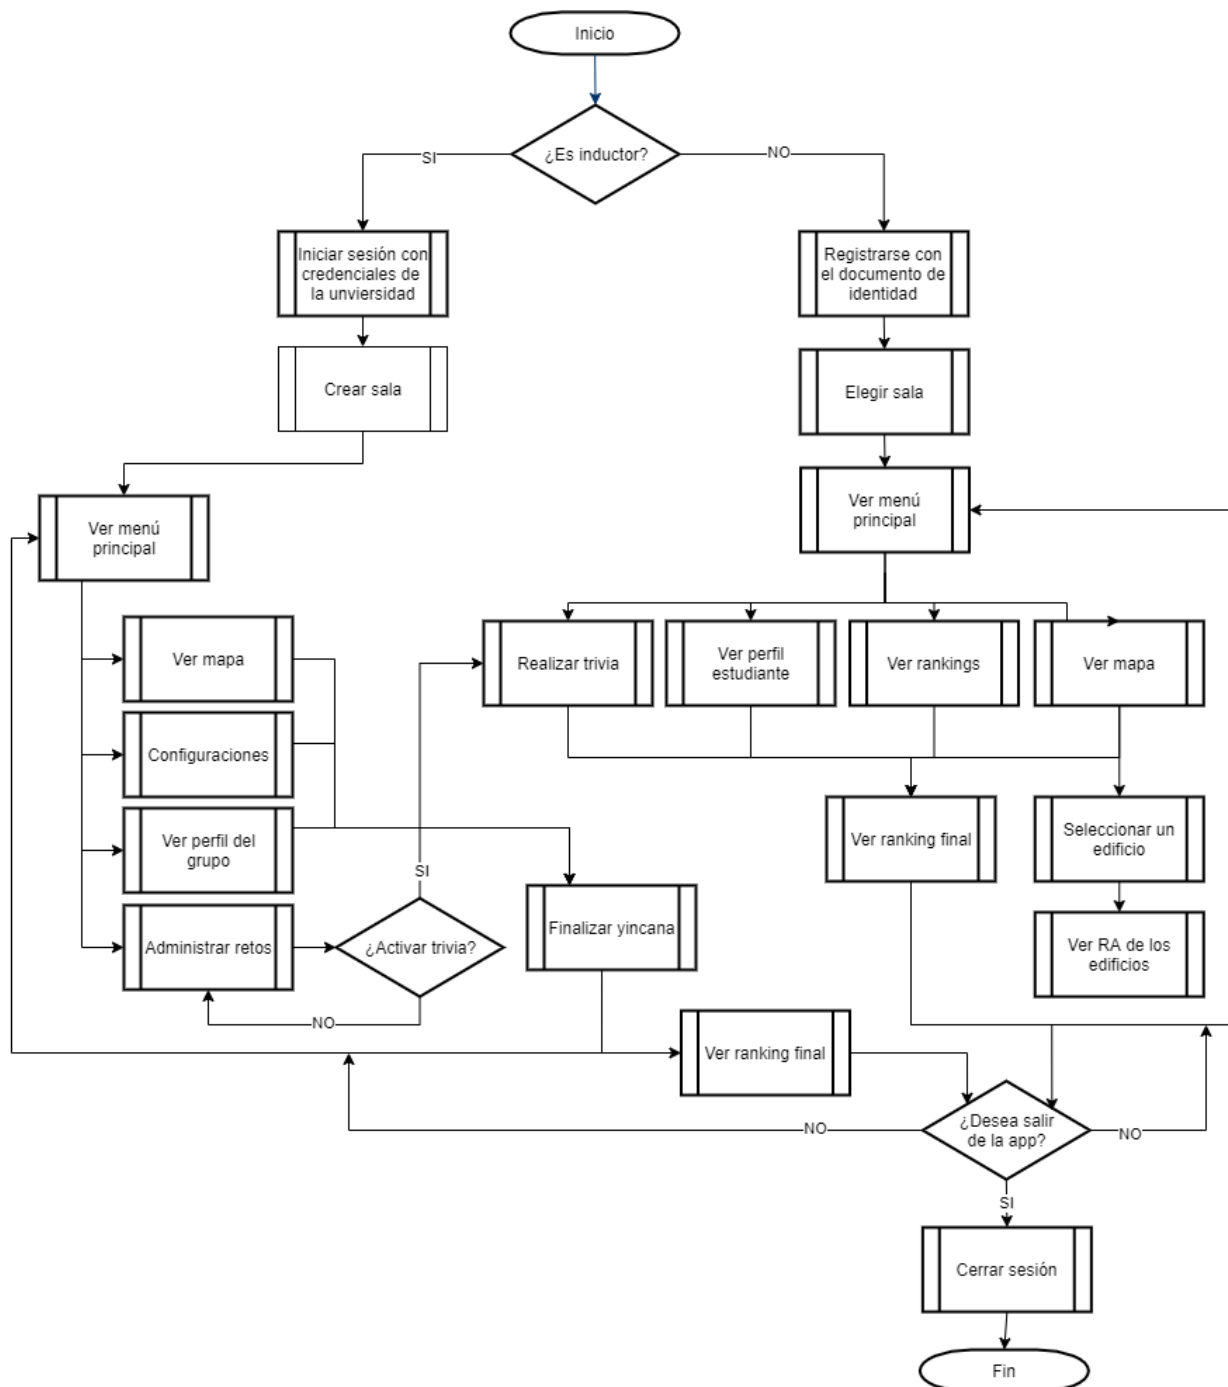 Inicio
¿Es inductor?
SI
NO
Iniciar sesión con
credenciales de
la unviersidad
Registrarse con
el documento de
identidad
Crear sala
Elegir sala
Ver menú
principal
Ver menú
principal
Ver mapa
Realizar trivia
Ver perfil
estudiante
Ver rankings
Ver mapa
Configuraciones
Ver perfil del
grupo
Ver ranking final
Seleccionar un
edificio
SI
Administrar retos
¿Activar trivia?
Finalizar yincana
Ver RA de los
edificios
NO
Ver ranking final
¿Desea salir
de la app?
NO
NO
SI
Cerrar sesión
Fin